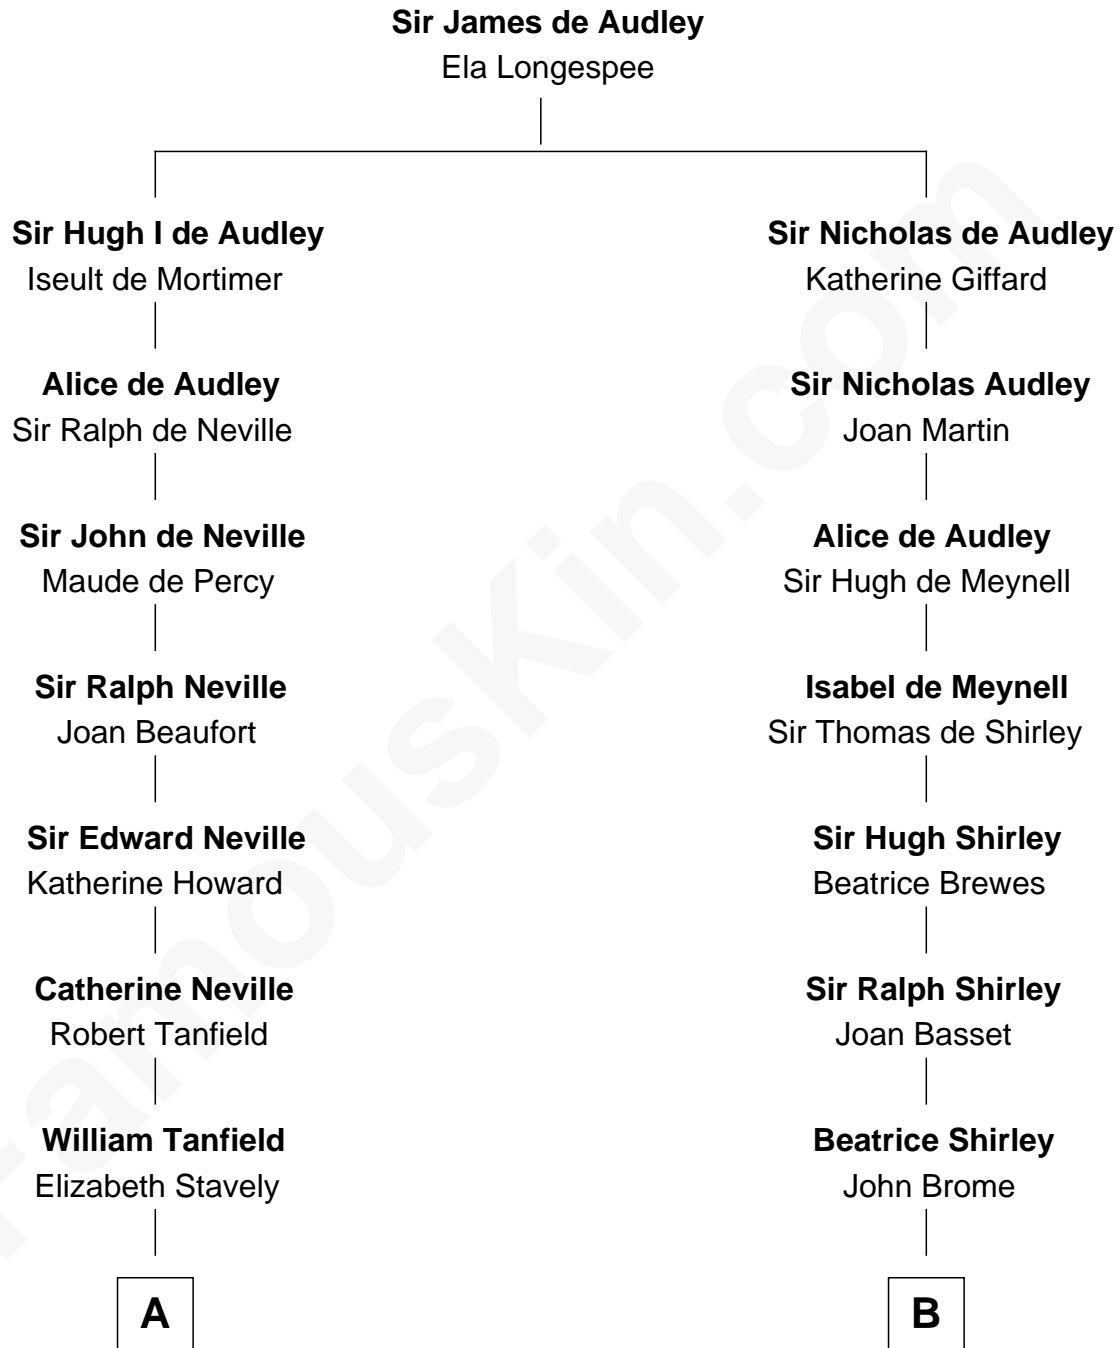 Sir James de Audley
Ela Longespee
Sir Hugh I de Audley
Iseult de Mortimer
Sir Nicholas de Audley
Katherine Giffard
Alice de Audley
Sir Ralph de Neville
Sir Nicholas Audley
Joan Martin
Sir John de Neville
Maude de Percy
Alice de Audley
Sir Hugh de Meynell
Sir Ralph Neville
Joan Beaufort
Isabel de Meynell
Sir Thomas de Shirley
Sir Edward Neville
Katherine Howard
Sir Hugh Shirley
Beatrice Brewes
Catherine Neville
Robert Tanfield
Sir Ralph Shirley
Joan Basset
William Tanfield
Elizabeth Stavely
Beatrice Shirley
John Brome
A
B
FamousKin.com